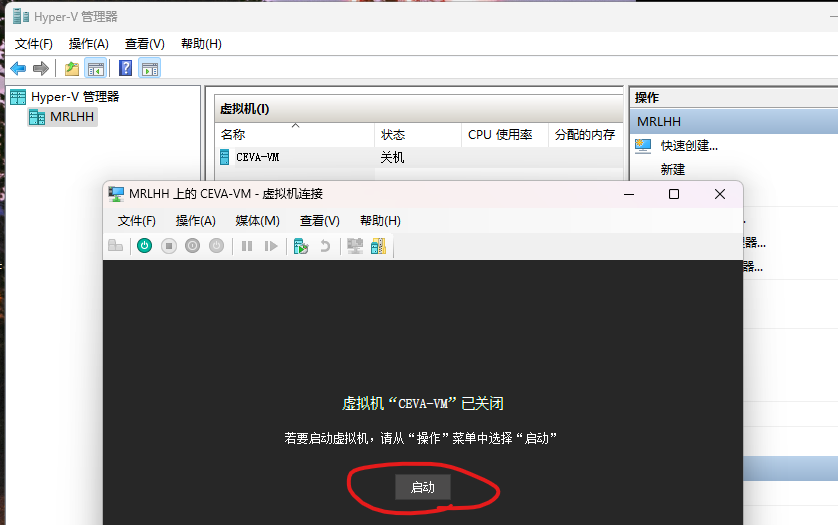 Hyper-V 管理器
文件(F) 操作(A) 查看(V) 帮助(H)
Hyper-V 管理器
MRLHH
虚拟机(I)
名称 状态 CPU 使用率 分配的内存
CEVA-VM 关机
操作
MRLHH
快速创建...
新建
器...
器...
MRLHH 上的 CEVA-VM - 虚拟机连接
文件(F) 操作(A) 媒体(M) 查看(V) 帮助(H)
虚拟机“CEVA-VM”已关闭
若要启动虚拟机，请从“操作”菜单中选择“启动”
启动